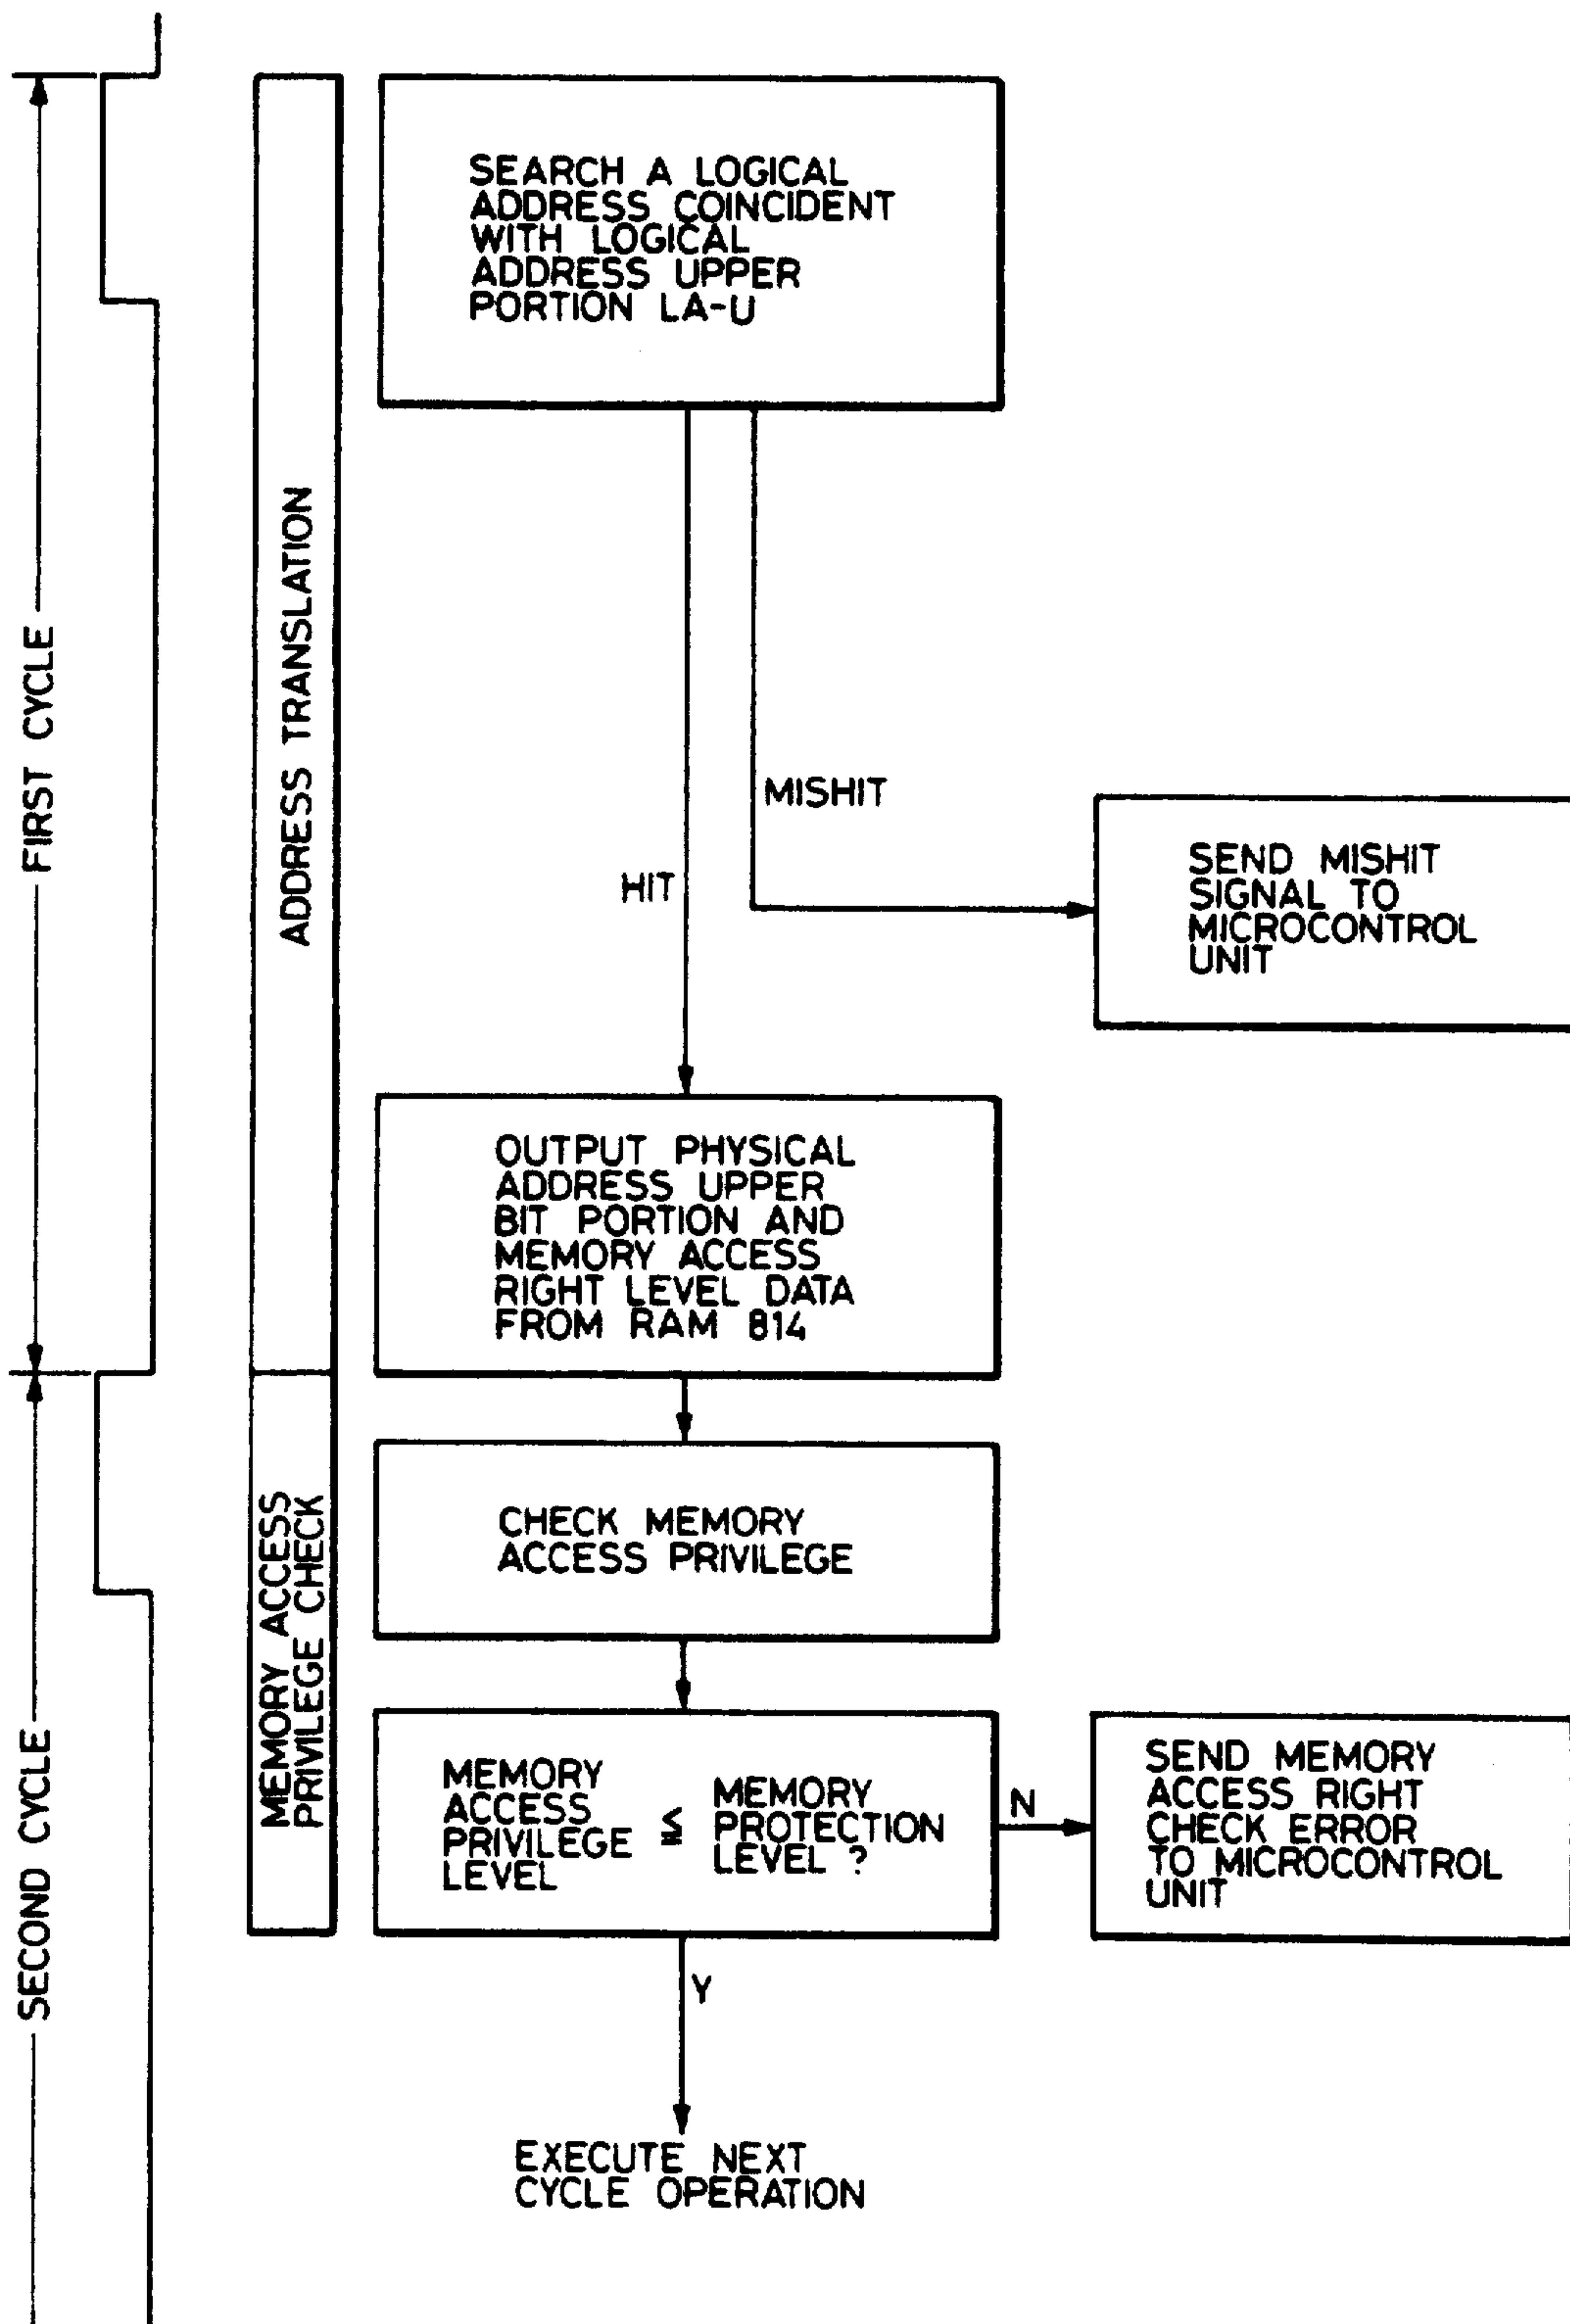 FIRST CYCLE
SECOND CYCLE
ADDRESS TRANSLATION
MEMORY ACCESS
PRIVILEGE CHECK
SEARCH A LOGICAL
ADDRESS COINCIDENT
WITH LOGICAL
ADDRESS UPPER
PORTION LA-U
MISHIT
HIT
SEND MISHIT
SIGNAL TO
MICROCONTROL
UNIT
OUTPUT PHYSICAL
ADDRESS UPPER
BIT PORTION AND
MEMORY ACCESS
RIGHT LEVEL DATA
FROM RAM 814
CHECK MEMORY
ACCESS PRIVILEGE
MEMORY
ACCESS
PRIVILEGE
LEVEL
≦
MEMORY
PROTECTION
LEVEL ?
N
SEND MEMORY
ACCESS RIGHT
CHECK ERROR
TO MICROCONTROL
UNIT
Y
EXECUTE NEXT
CYCLE OPERATION